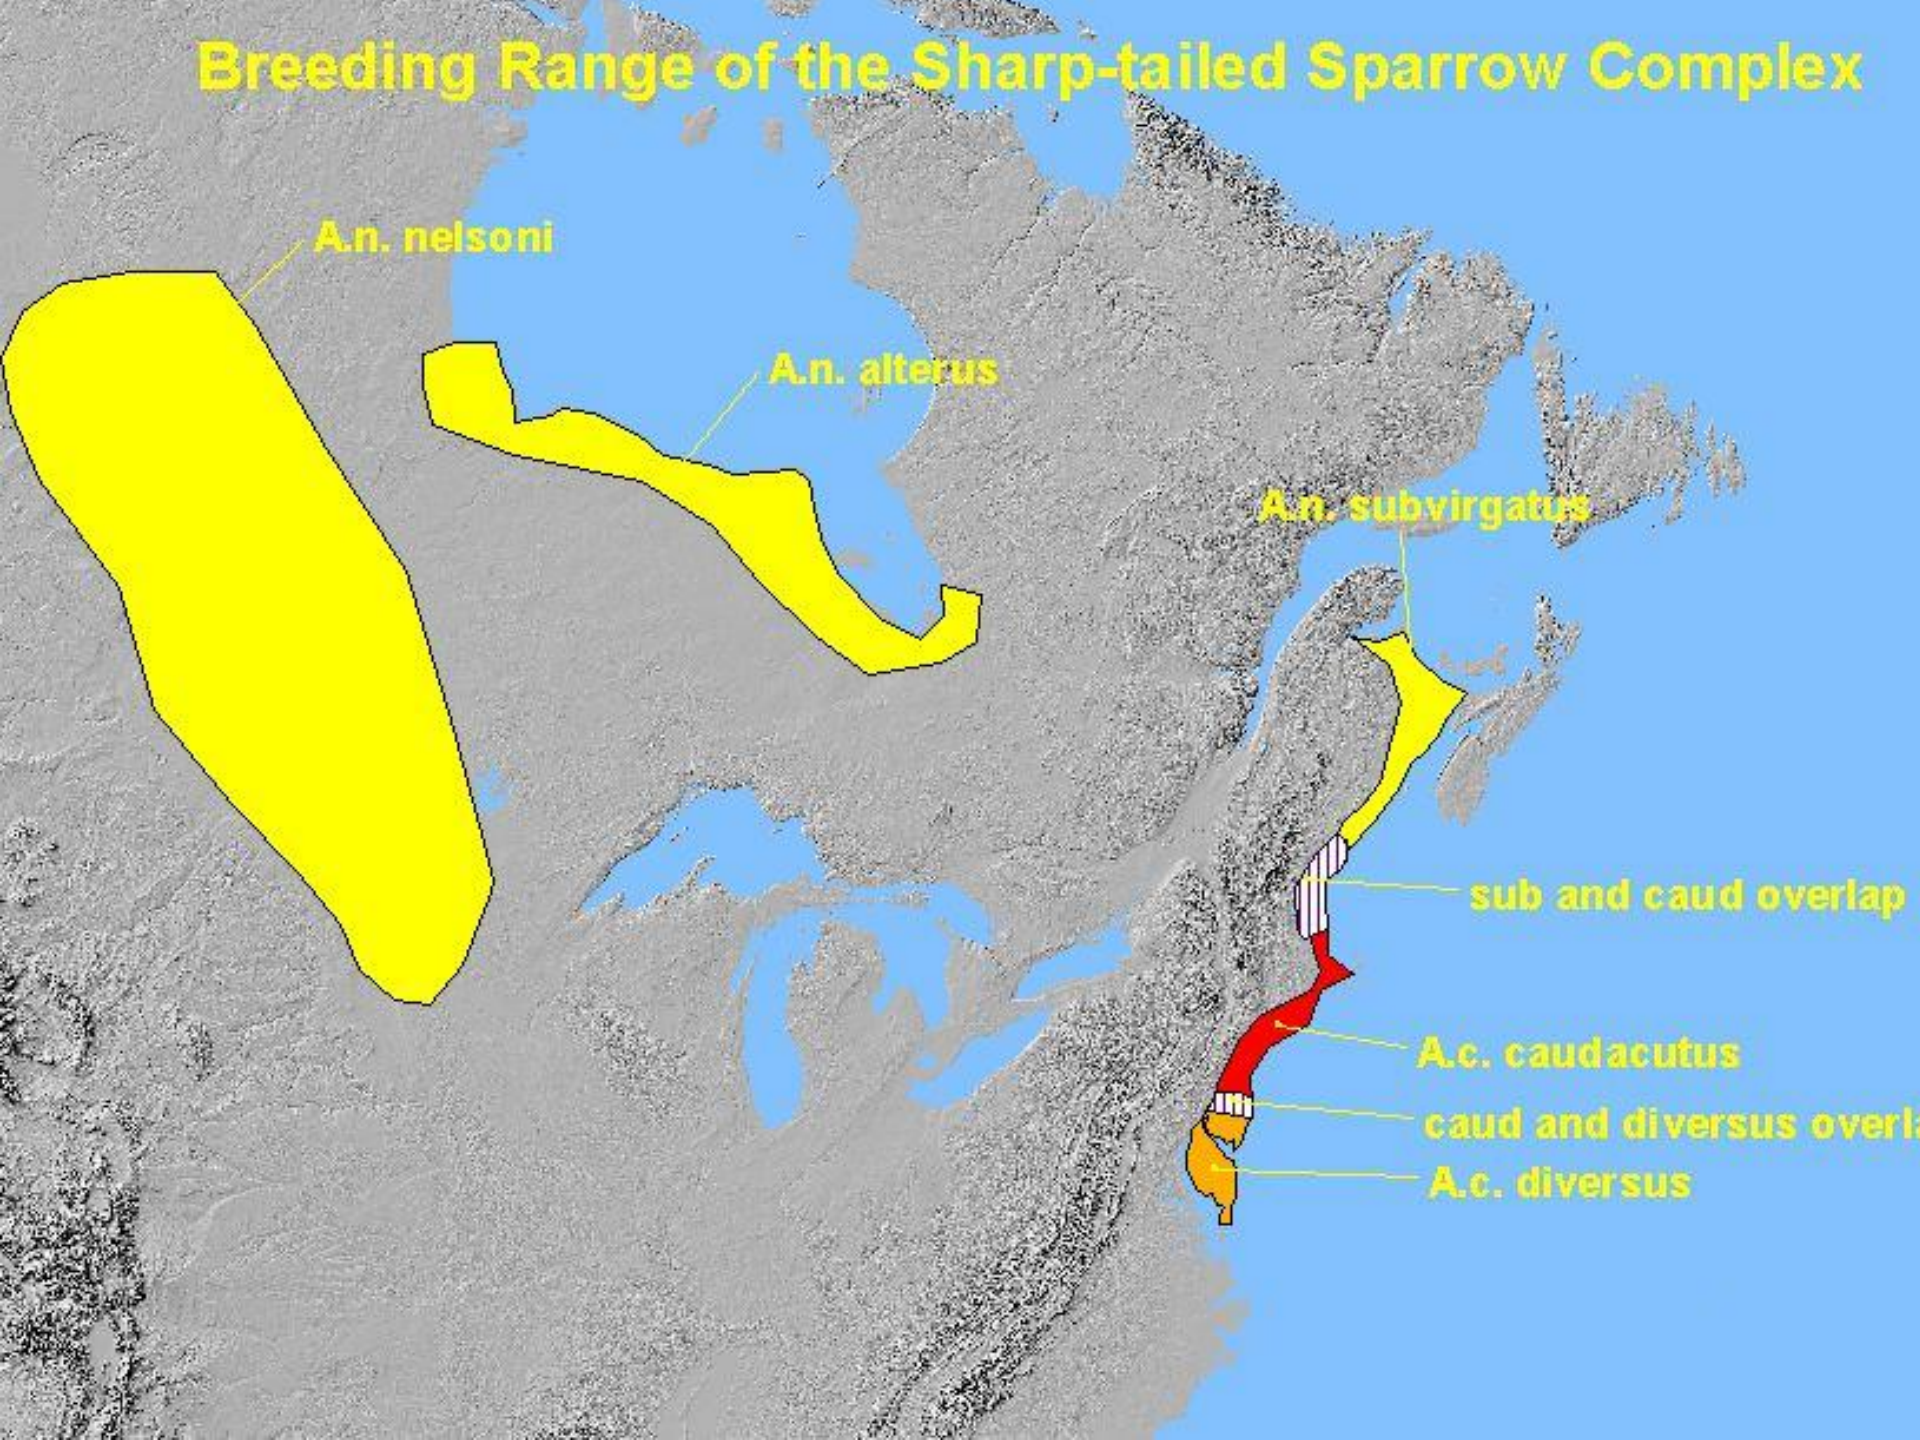 Breeding Range of the Sharp-tailed Sparrow Complex
A.n. nelsoni
A.n. alterus
A.n. subvirgatus
sub and caud overlap
A.c. caudacutus
caud and diversus overla
A.c. diversus